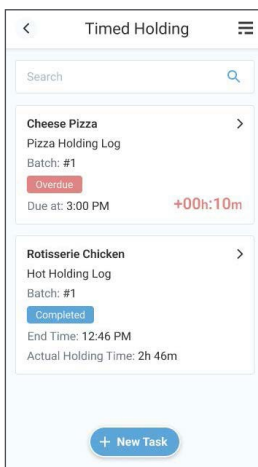 Timed Holding
Search
Cheese Pizza
Pizza Holding Log
Batch: #1
Overdue
Due at: 3:00 PM +00h:10m
Rotisserie Chicken
Hot Holding Log
Batch: #1
Completed
End Time: 12:46 PM
Actual Holding Time: 2h 46m
+ New Task